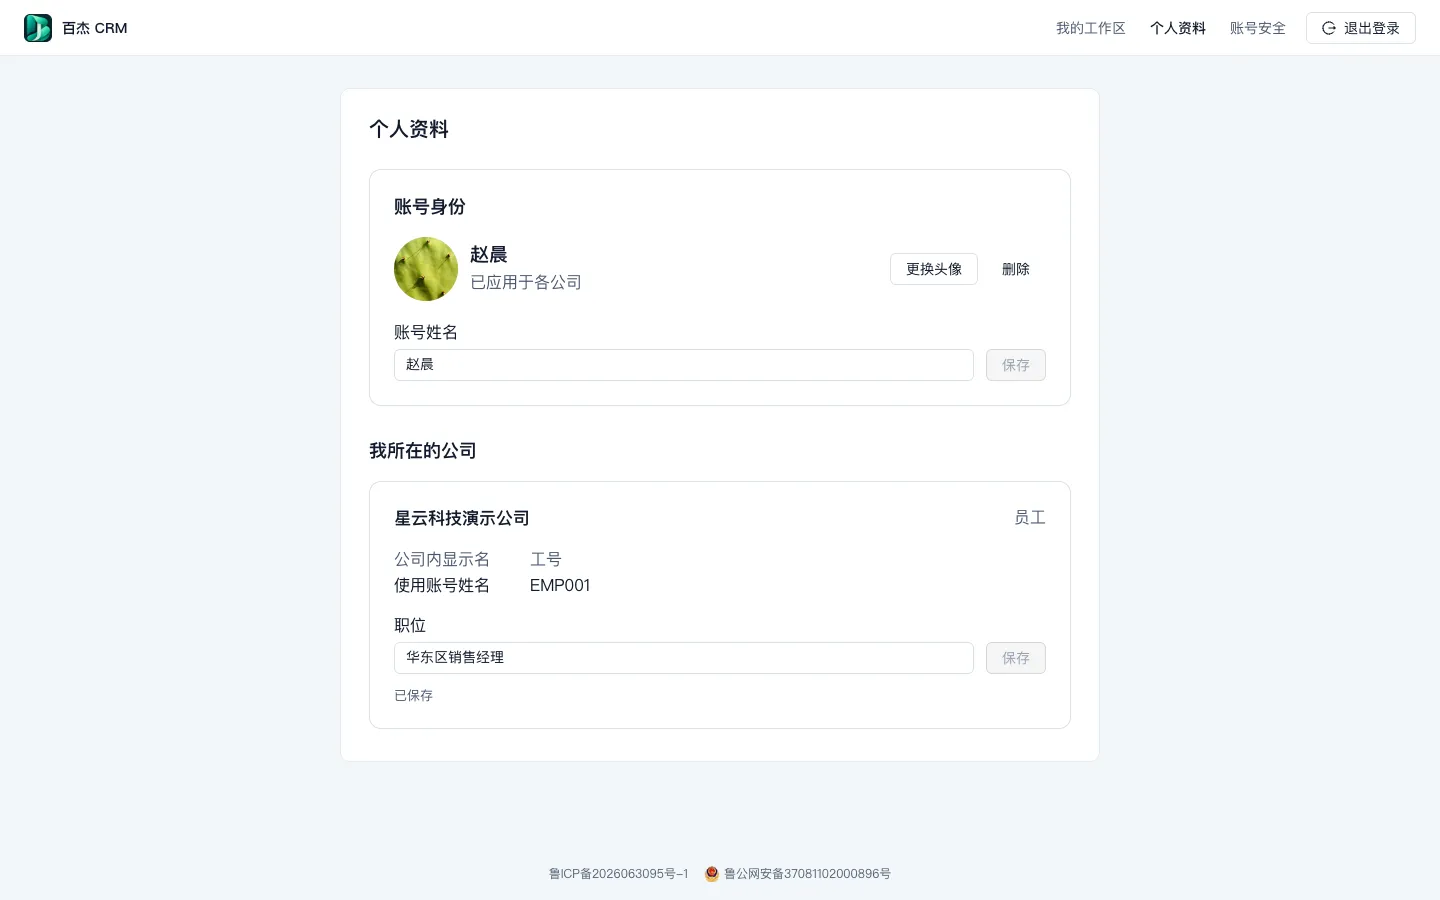 百杰 CRM
我的工作区
个人资料
账号安全
退出登录
个人资料
账号身份
赵晨
已应用于各公司
更换头像
删除
账号姓名
赵晨
保存
我所在的公司
星云科技演示公司
员工
公司内显示名
工号
使用账号姓名
EMP001
职位
华东区销售经理
保存
已保存
鲁ICP备2026063095号-1
鲁公网安备37081102000896号